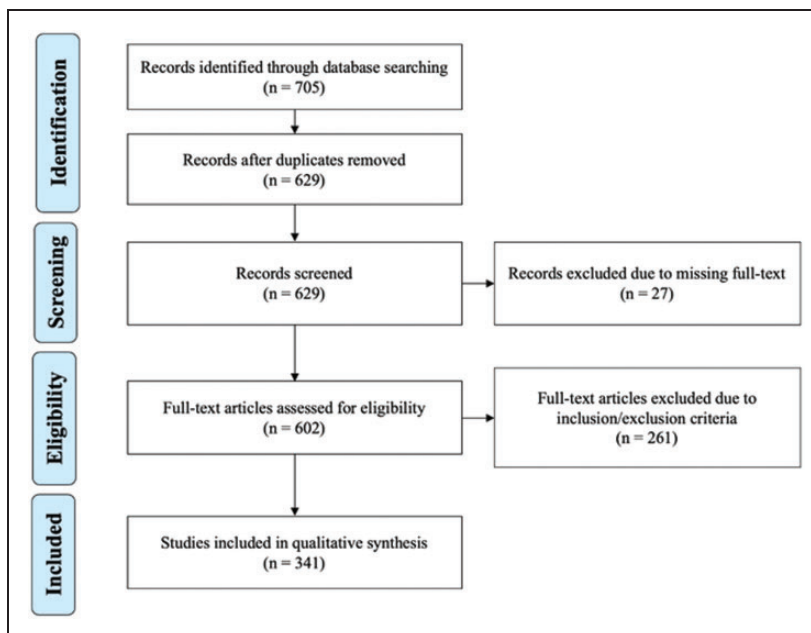 Identification
Records identified through database searching
(n = 705)
Records after duplicates removed
(n = 629)
Screening
Records screened
(n = 629)
Records excluded due to missing full-text
(n = 27)
Eligibility
Full-text articles assessed for eligibility
(n = 602)
Full-text articles excluded due to
inclusion/exclusion criteria
(n = 261)
Included
Studies included in qualitative synthesis
(n = 341)